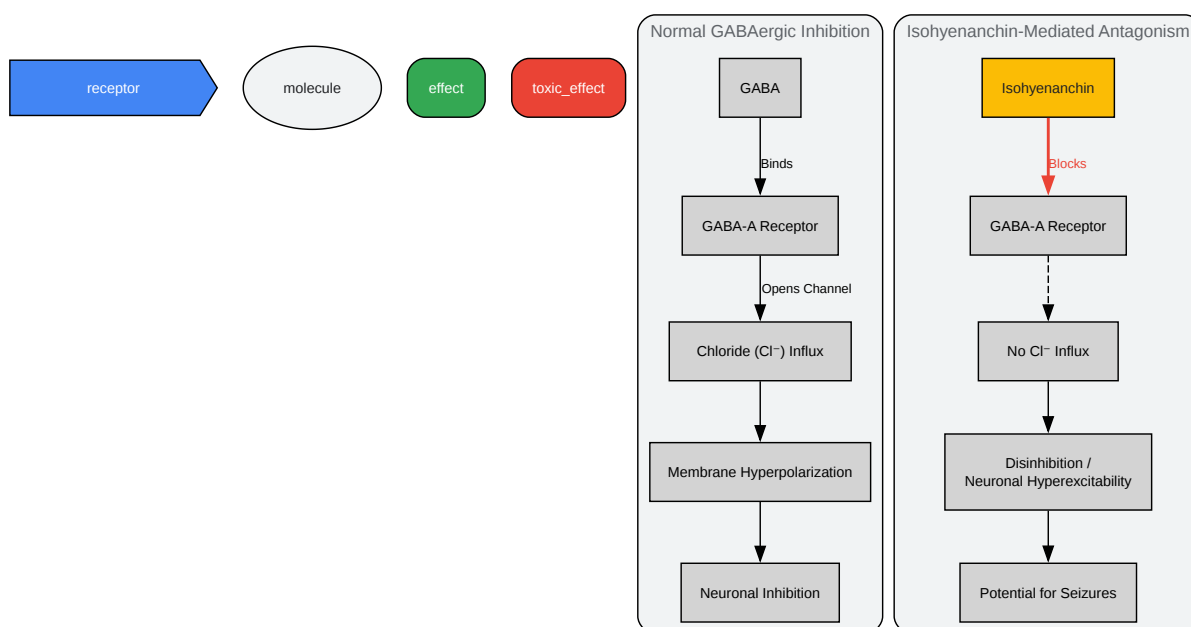 receptor
molecule
effect
toxic_effect
Normal GABAergic Inhibition
GABA
Binds
GABA-A Receptor
Opens Channel
Chloride (Cl⁻) Influx
Membrane Hyperpolarization
Neuronal Inhibition
Isohyenanchin-Mediated Antagonism
Isohyenanchin
Blocks
GABA-A Receptor
No Cl⁻ Influx
Disinhibition /
Neuronal Hyperexcitability
Potential for Seizures